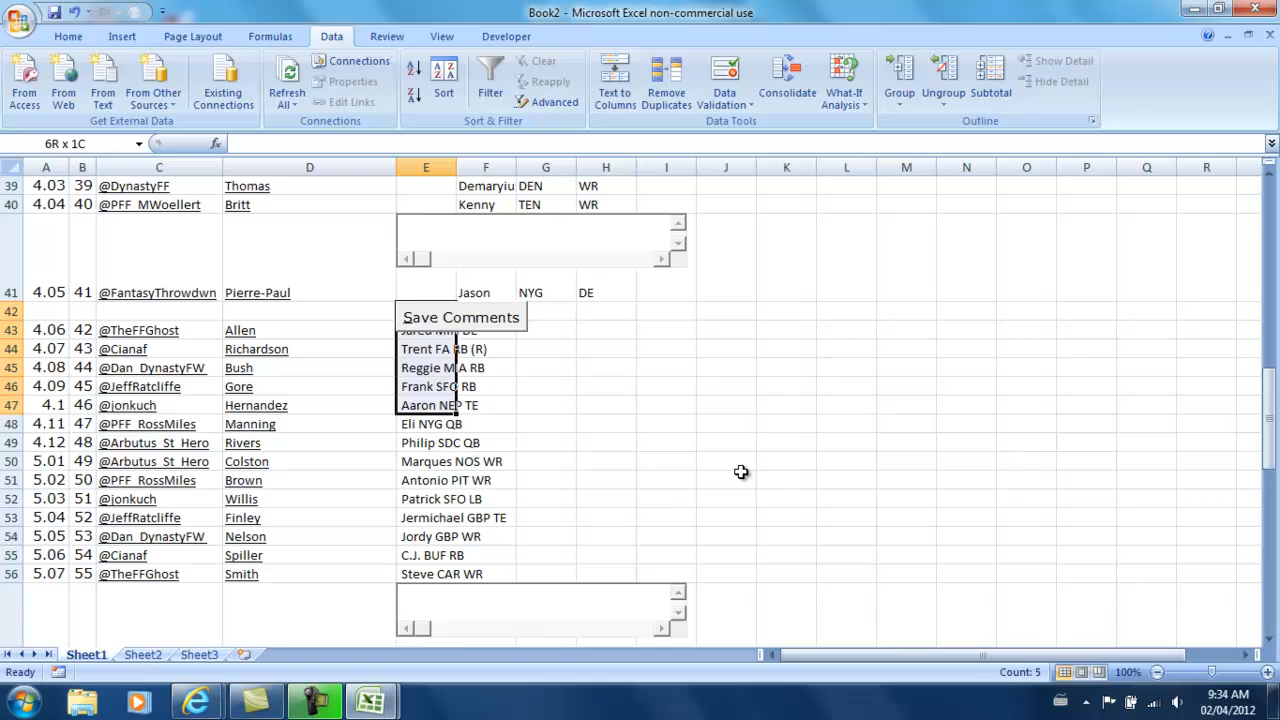 Book2 - Microsoft Excel non-commercial use
Home Insert Page Layout Formulas Data Review View Developer
From Access
From Web
From Text
From Other Sources
Existing Connections
Get External Data
Refresh All
Connections
Properties
Edit Links
Connections
Sort
Filter
Clear
Reapply
Advanced
Sort & Filter
Text to Columns
Remove Duplicates
Data Validation
Consolidate
What-If Analysis
Data Tools
Group
Ungroup
Subtotal
Show Detail
Hide Detail
Outline
6R x 1C fx
A B C D E F G H I J K L M N O P Q R
39 4.03 39 @DynastyFF Thomas Demaryiu DEN WR
40 4.04 40 @PFF_MWoellert Britt Kenny TEN WR
41 4.05 41 @FantasyThrowdwn Pierre-Paul Jason NYG DE
42 Save Comments
43 4.06 42 @TheFFGhost Allen
44 4.07 43 @Cianaf Richardson Trent FA RB (R)
45 4.08 44 @Dan_DynastyFW Bush Reggie MIA RB
46 4.09 45 @JeffRatcliffe Gore Frank SFO RB
47 4.1 46 @jonkuch Hernandez Aaron NEP TE
48 4.11 47 @PFF_RossMiles Manning Eli NYG QB
49 4.12 48 @Arbutus_St_Hero Rivers Philip SDC QB
50 5.01 49 @Arbutus_St_Hero Colston Marques NOS WR
51 5.02 50 @PFF_RossMiles Brown Antonio PIT WR
52 5.03 51 @jonkuch Willis Patrick SFO LB
53 5.04 52 @JeffRatcliffe Finley Jermichael GBP TE
54 5.05 53 @Dan_DynastyFW Nelson Jordy GBP WR
55 5.06 54 @Cianaf Spiller C.J. BUF RB
56 5.07 55 @TheFFGhost Smith Steve CAR WR
Sheet1 Sheet2 Sheet3
Ready Count: 5 100%
9:34 AM
02/04/2012